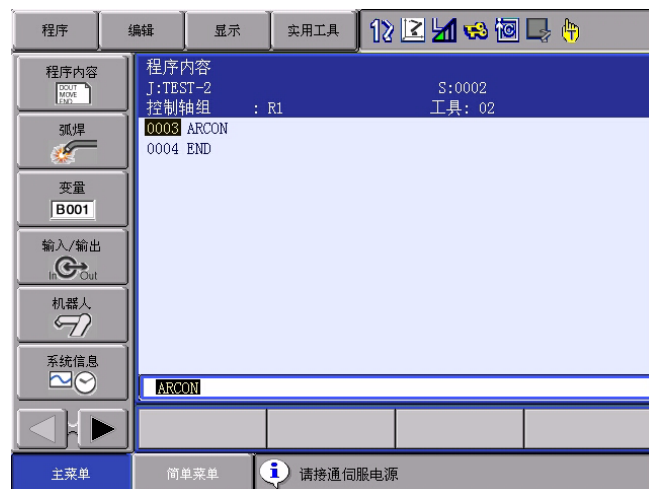 程序 编辑 显示 实用工具
程序内容
DOUT
MOVE
END
弧焊
变量
B001
输入/输出
In Out
机器人
系统信息
程序内容
J:TEST-2 S:0002
控制轴组 : R1 工具: 02
0003 ARCON
0004 END
ARCON
主菜单 简单菜单 请接通伺服电源